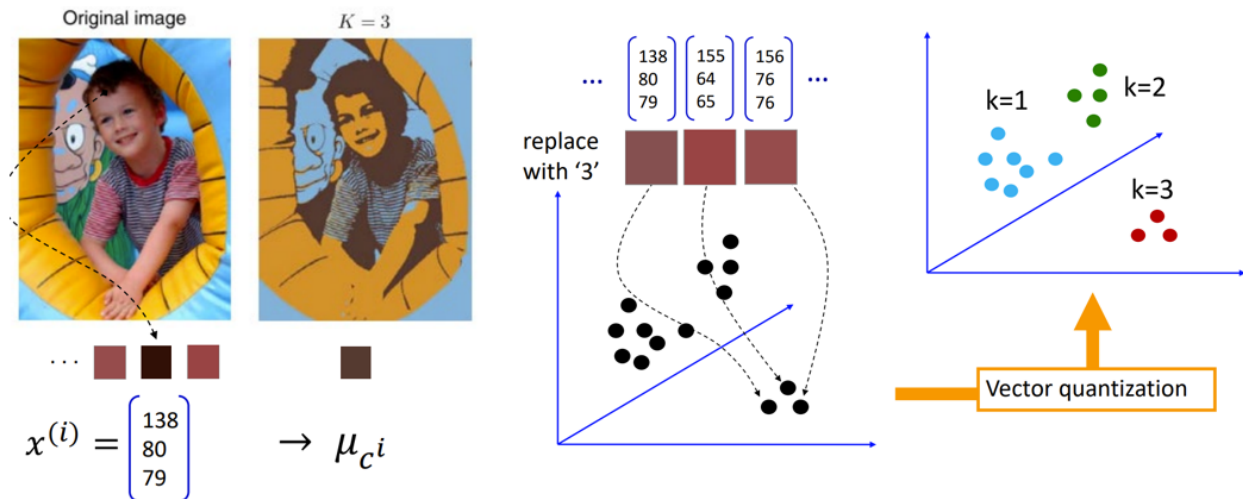 Original image
K = 3
...
x^(i) = [138 80 79] → μ_c^i
... [138 80 79] [155 64 65] [156 76 76] ...
replace
with '3'
k=1
k=2
k=3
Vector quantization